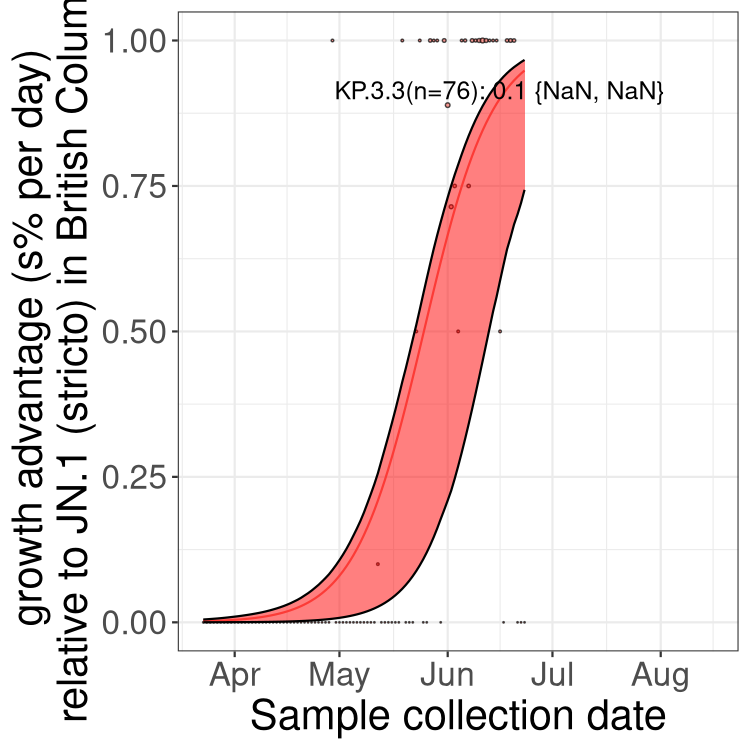 growth advantage (s% per day)
relative to JN.1 (stricto) in British Colum
1.00
0.75
0.50
0.25
0.00
KP.3.3(n=76): 0.1 {NaN, NaN}
Apr May Jun Jul Aug
Sample collection date